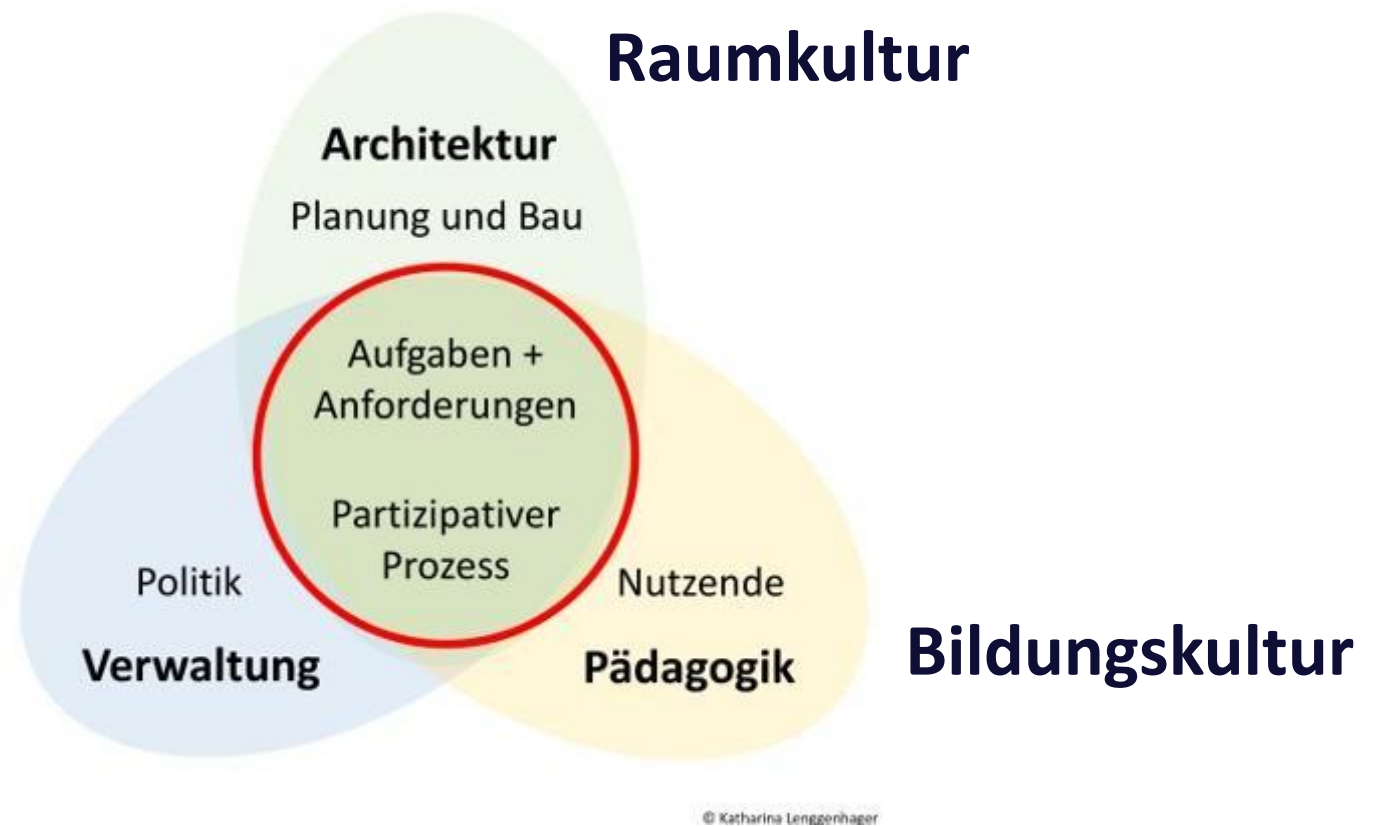 Raumkultur
Architektur
Planung und Bau
Aufgaben +
Anforderungen
Partizipativer
Prozess
Politik
Nutzende
Verwaltung
Pädagogik
Bildungskultur
© Katharina Lenggenhager